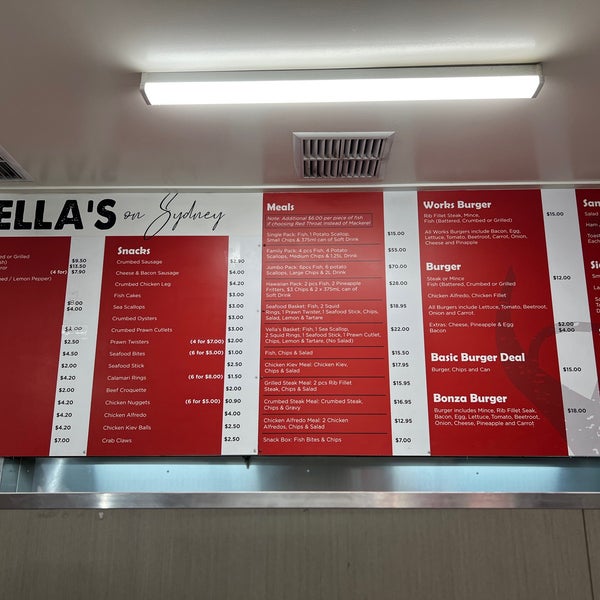 ELLA'S on Sydney
ed or Grilled
sh)
ror
(4 for)
ed / Lemon Pepper)
$9.50
$13.50
$7.90
$4.00
$4.00
$2.50
$4.50
$2.50
$4.20
$2.00
$4.20
$4.20
$4.20
$7.00
Snacks
Crumbed Sausage $2.90
Cheese & Bacon Sausage $4.00
Crumbed Chicken Leg $4.20
Fish Cakes $3.00
Sea Scallops $3.50
Crumbed Oysters
Crumbed Prawn Cutlets
Prawn Twisters (4 for $7.00) $2.00
Seafood Bites (6 for $5.00) $1.00
Seafood Stick
Calamari Rings (6 for $8.00) $1.50
Beef Croquette $2.00
Chicken Nuggets (6 for $5.00) $0.90
Chicken Alfredo $4.20
Chicken Kiev Balls $2.50
Crab Claws $2.50
Meals
Note: Additional $6.00 per piece of fish
if choosing Red Throat instead of Mackerel
Single Pack: Fish, 1 Potato Scallop,
Small Chips & 375ml can of Soft Drink
$15.00
Family Pack: 4 Fish, 4 Potato
Scallops, Medium Chips & 1.25L Drink
$55.00
Jumbo Pack: 6pcs Fish, 6 potato
Scallops, Large Chips & 2L Drink
$70.00
Hawaiian Pack: 2 pcs Fish, 2 Pineapple
Fritters, $3 Chips & 2 x 375mL can of
Soft Drink
$28.00
Seafood Basket: Fish, 2 Squid
Rings, 1 Prawn Twister, 1 Seafood Stick, Chips,
Salad, Lemon & Tartare
$18.95
Vella's Basket: Fish, 1 Sea Scallop,
2 Squid Rings, 1 Seafood Stick, 1 Prawn Cutlet,
Chips, Lemon & Tartare, (No Salad)
$22.00
Fish, Chips & Salad $15.50
Chicken Kiev Meal: Chicken Kiev,
Chips & Salad
$15.95
Grilled Steak Meal: 2 pcs Rib Fillet
Steak, Chips & Salad
$17.95
Crumbed Steak Meal: Crumbed Steak,
Chips & Gravy
$16.95
Chicken Alfredo Meal: 2 Chicken
Alfredos, Chips & Salad
$12.95
Snack Box: Fish Bites & Chips $7.00
Works Burger
Rib Fillet Steak, Mince,
Fish (Battered, Crumbed or Grilled)
$15.00
All Works Burgers include Bacon, Egg,
Lettuce, Tomato, Beetroot, Carrot, Onion,
Cheese and Pinapple
Burger
Steak or Mince
Fish (Battered, Crumbed or Grilled
$12.00
Chicken Alfredo, Chicken Fillet
All Burgers include Lettuce, Tomato, Beetroot,
Onion and Carrot.
Extras: Cheese, Pineapple & Egg
Bacon
$2.00
$4.00
Basic Burger Deal
Burger, Chips and Can $15.00
Bonza Burger
Burger includes Mince, Rib Fillet Seak,
Bacon, Egg, Lettuce, Tomato, Beetroot,
Onion, Cheese, Pineapple and Carrot
$18.00
San
Salad
Ham
Toast
Each
Si